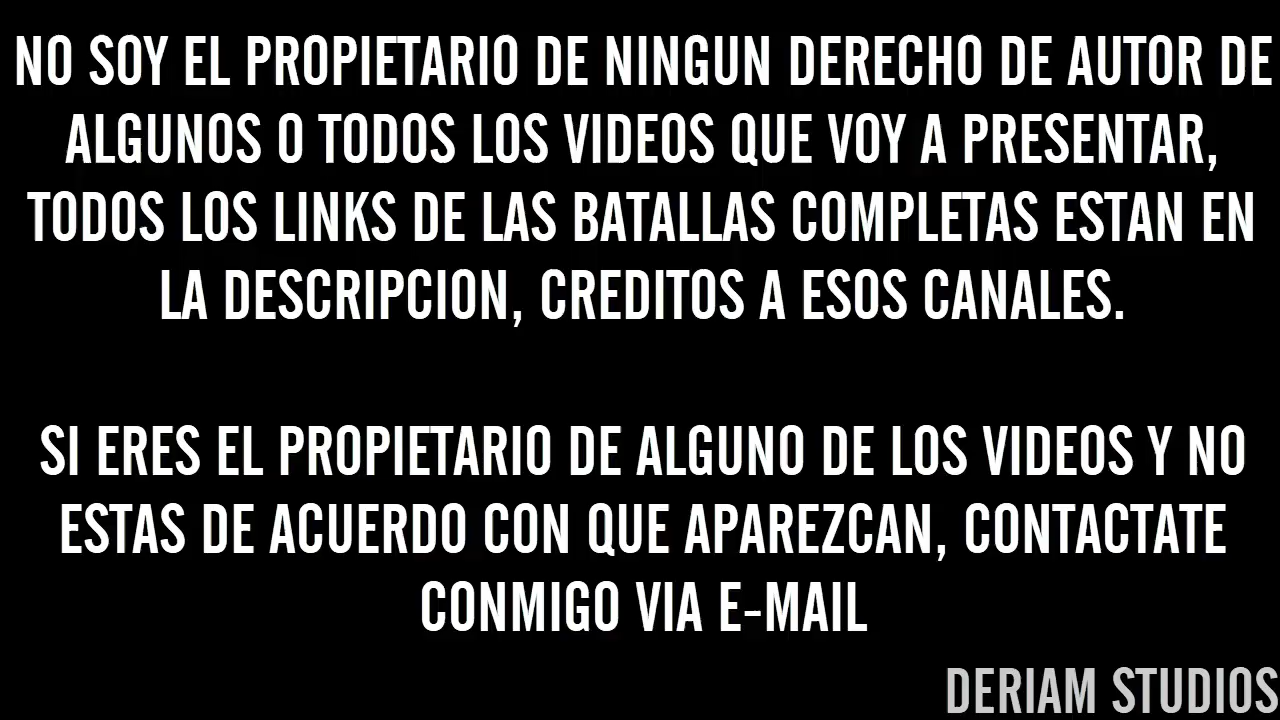 NO SOY EL PROPIETARIO DE NINGUN DERECHO DE AUTOR DE
ALGUNOS O TODOS LOS VIDEOS QUE VOY A PRESENTAR,
TODOS LOS LINKS DE LAS BATALLAS COMPLETAS ESTAN EN
LA DESCRIPCION, CREDITOS A ESOS CANALES.
SI ERES EL PROPIETARIO DE ALGUNO DE LOS VIDEOS Y NO
ESTAS DE ACUERDO CON QUE APAREZCAN, CONTACTATE
CONMIGO VIA E-MAIL
DERIAM STUDIOS